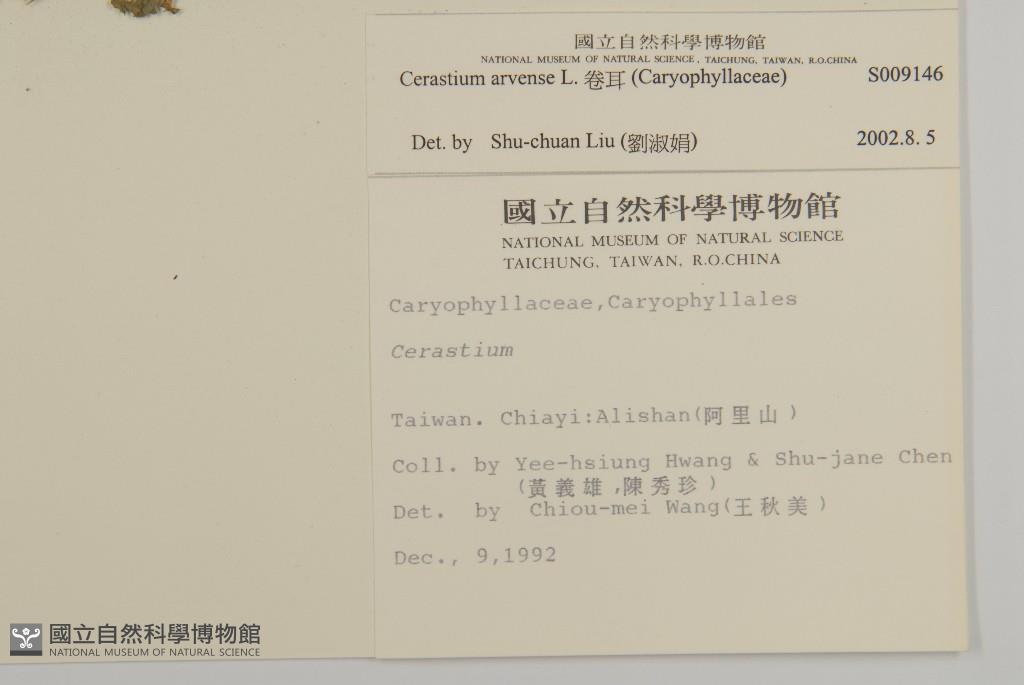 國立自然科學博物館
NATIONAL MUSEUM OF NATURAL SCIENCE, TAICHUNG, TAIWAN, R.O.CHINA
Cerastium arvense L. 卷耳 (Caryophyllaceae) S009146
Det. by Shu-chuan Liu (劉淑娟) 2002.8. 5
國立自然科學博物館
NATIONAL MUSEUM OF NATURAL SCIENCE
TAICHUNG, TAIWAN, R.O.CHINA
Caryophyllaceae,Caryophyllales
Cerastium
Taiwan. Chiayi:Alishan(阿里山)
Coll. by Yee-hsiung Hwang & Shu-jane Chen
(黃義雄,陳秀珍)
Det. by Chiou-mei Wang(王秋美)
Dec., 9,1992
國立自然科學博物館
NATIONAL MUSEUM OF NATURAL SCIENCE